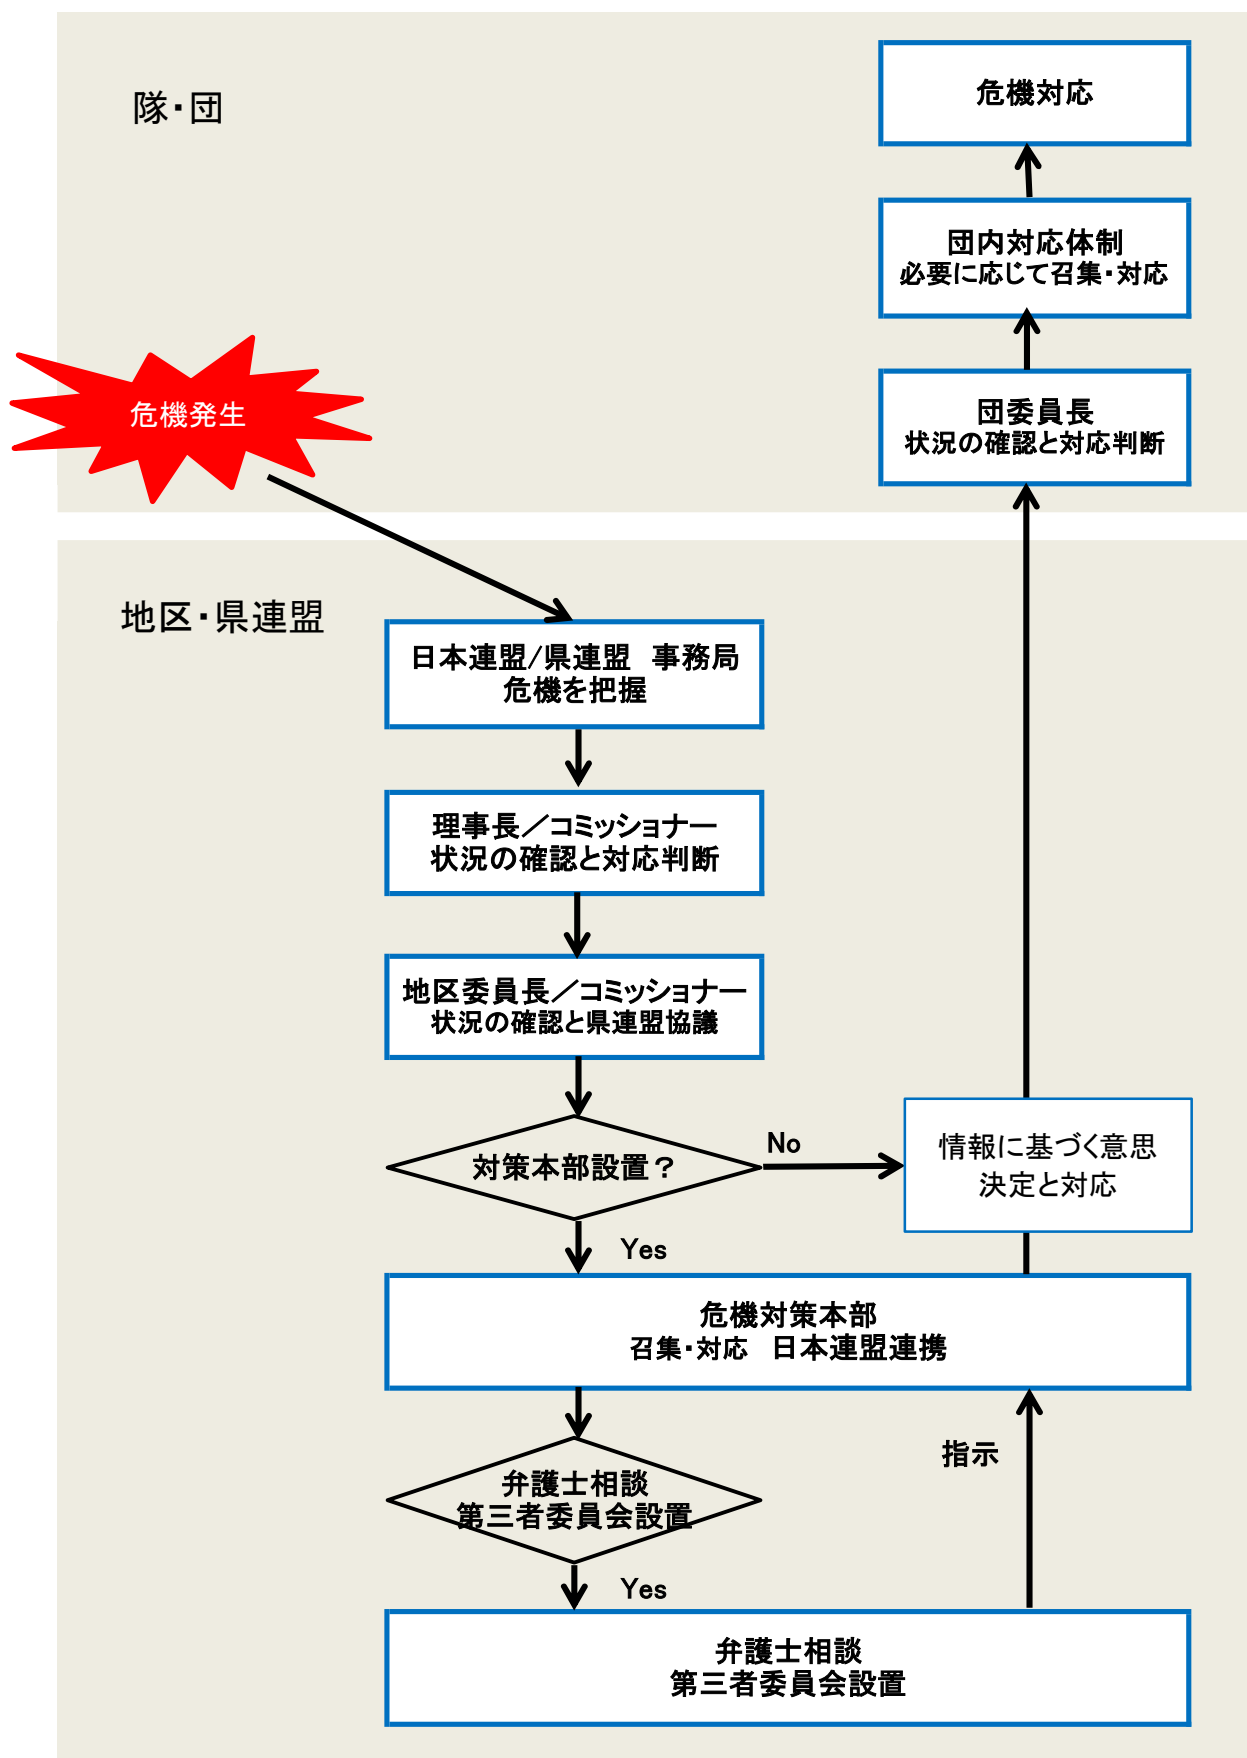 隊・団
危機対応
団内対応体制
必要に応じて召集・対応
団委員長
状況の確認と対応判断
危機発生
地区・県連盟
日本連盟/県連盟　事務局
危機を把握
理事長／コミッショナー
状況の確認と対応判断
地区委員長／コミッショナー
状況の確認と県連盟協議
対策本部設置？
No
情報に基づく意思
決定と対応
Yes
危機対策本部
召集・対応　日本連盟連携
指示
弁護士相談
第三者委員会設置
Yes
弁護士相談
第三者委員会設置